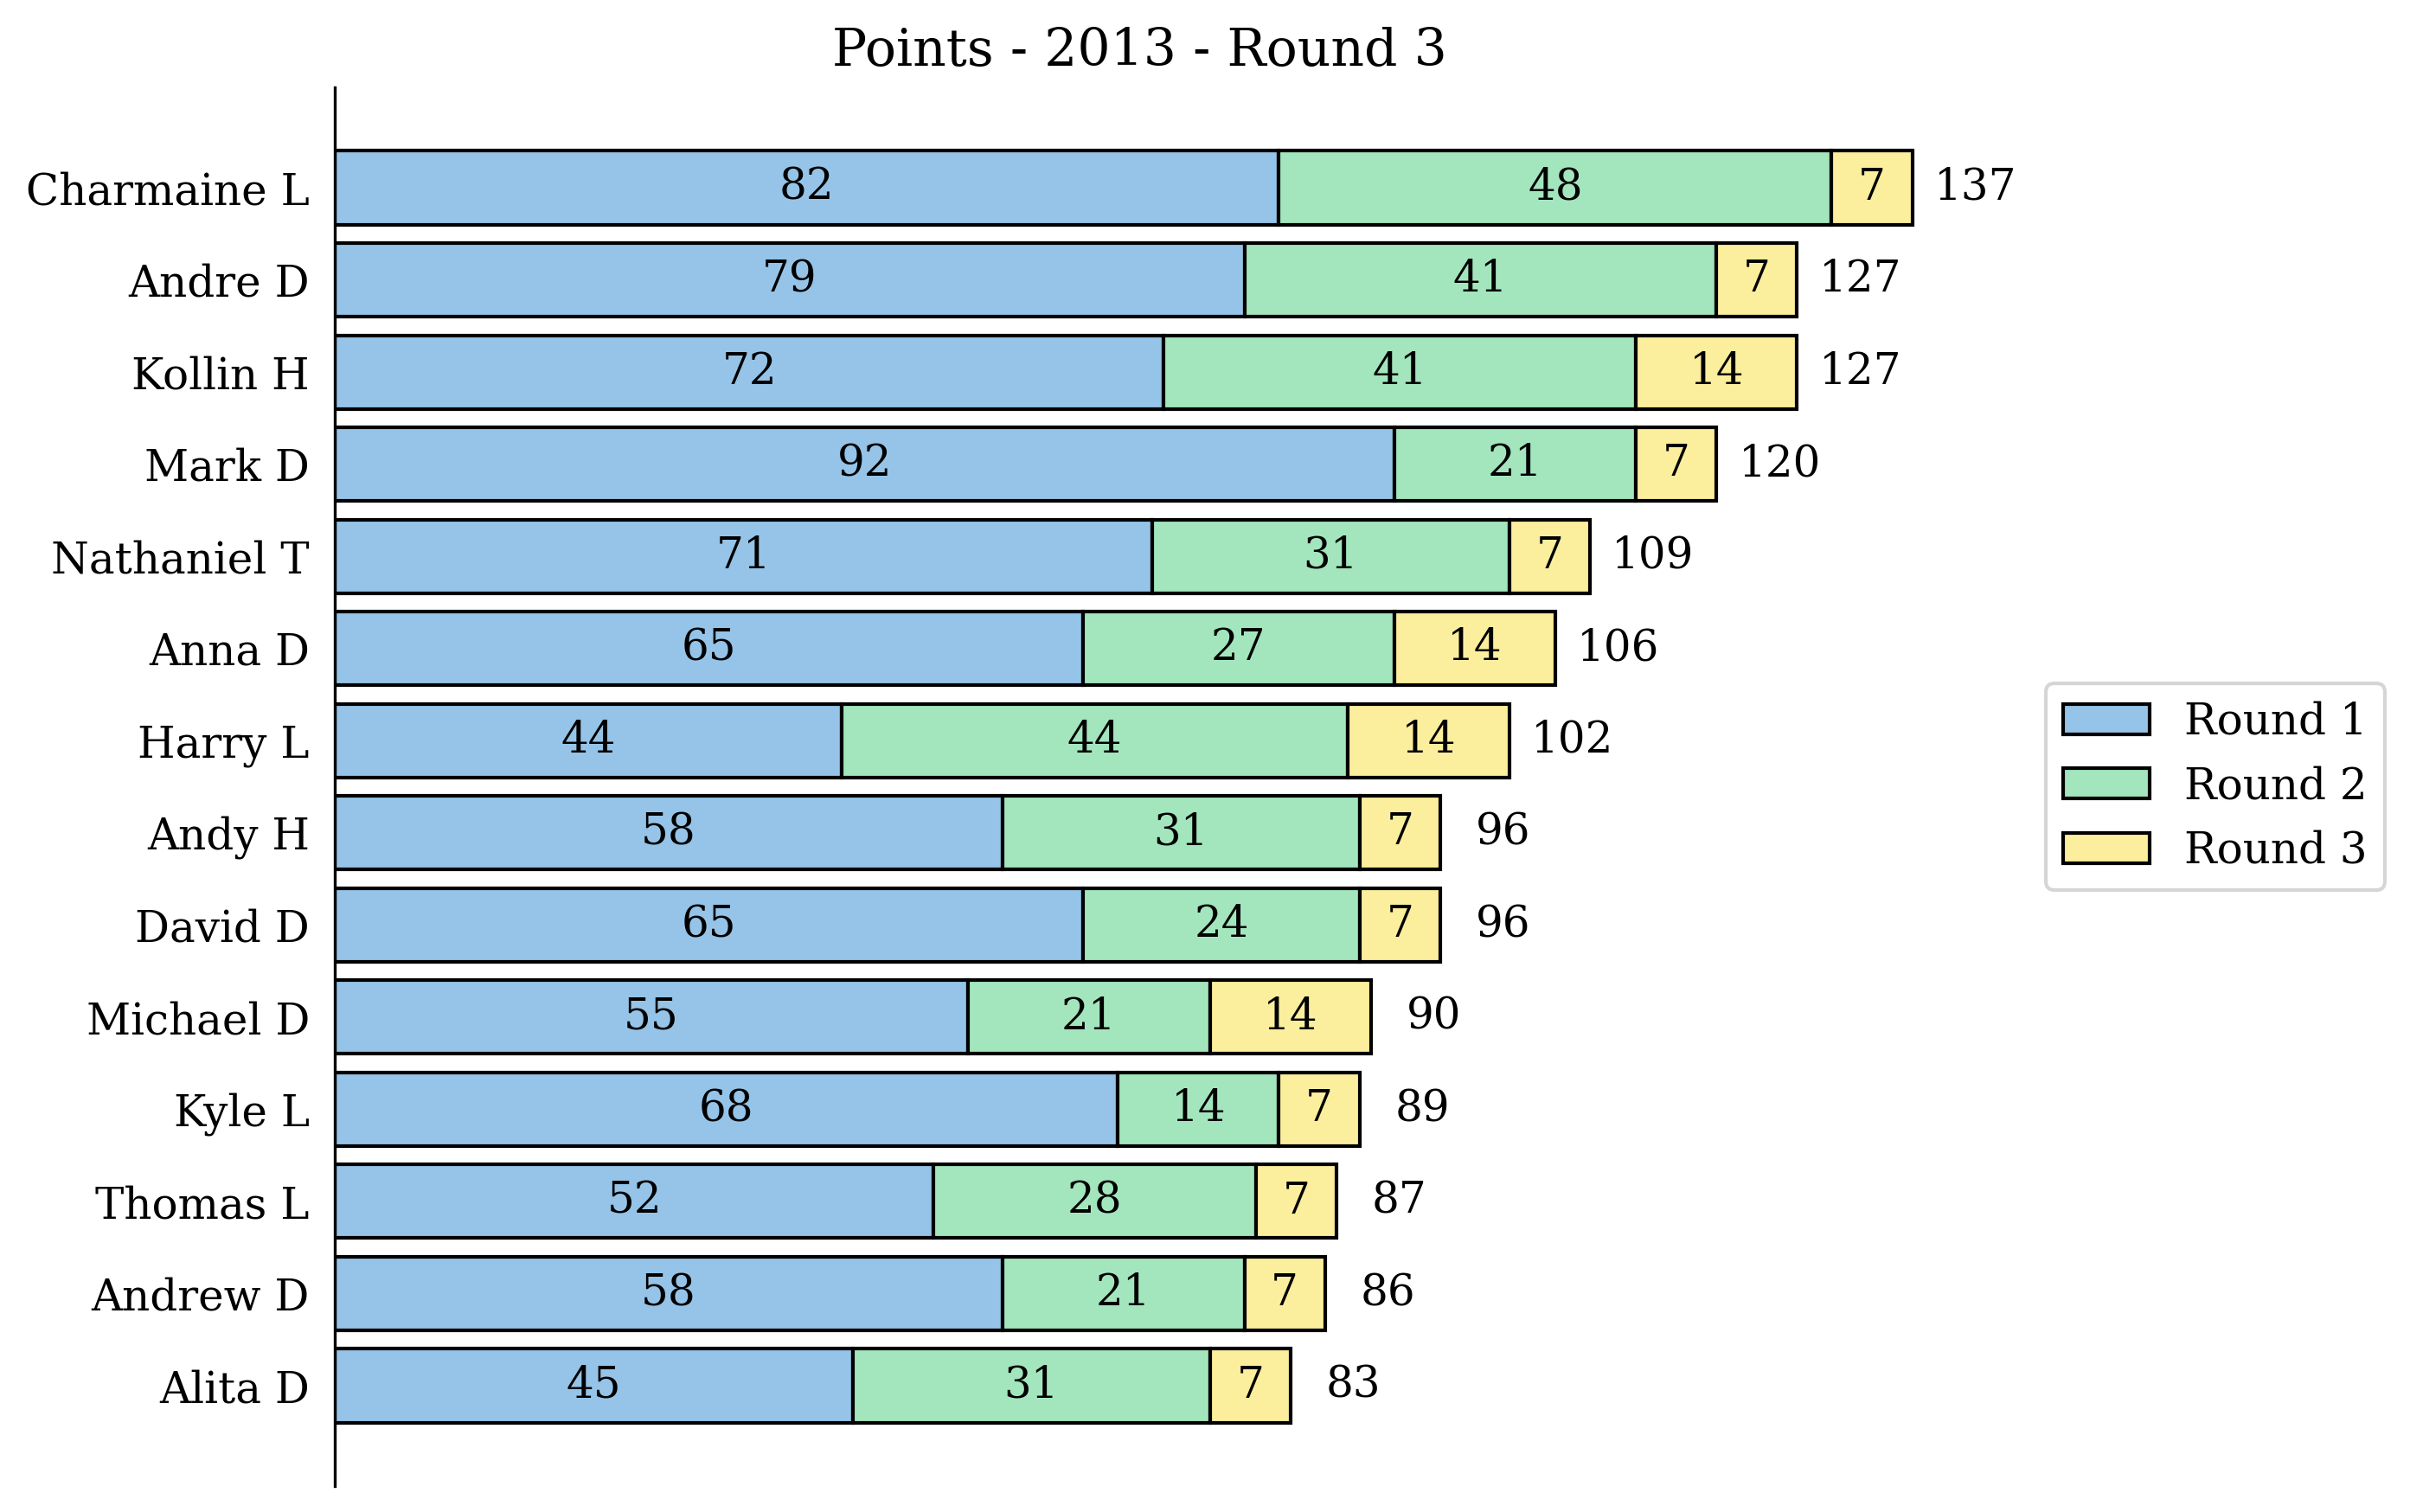 Points - 2013 - Round 3
Charmaine L 82 48 7 137
Andre D 79 41 7 127
Kollin H 72 41 14 127
Mark D 92 21 7 120
Nathaniel T 71 31 7 109
Anna D 65 27 14 106
Harry L 44 44 14 102
Andy H 58 31 7 96
David D 65 24 7 96
Michael D 55 21 14 90
Kyle L 68 14 7 89
Thomas L 52 28 7 87
Andrew D 58 21 7 86
Alita D 45 31 7 83
Round 1
Round 2
Round 3